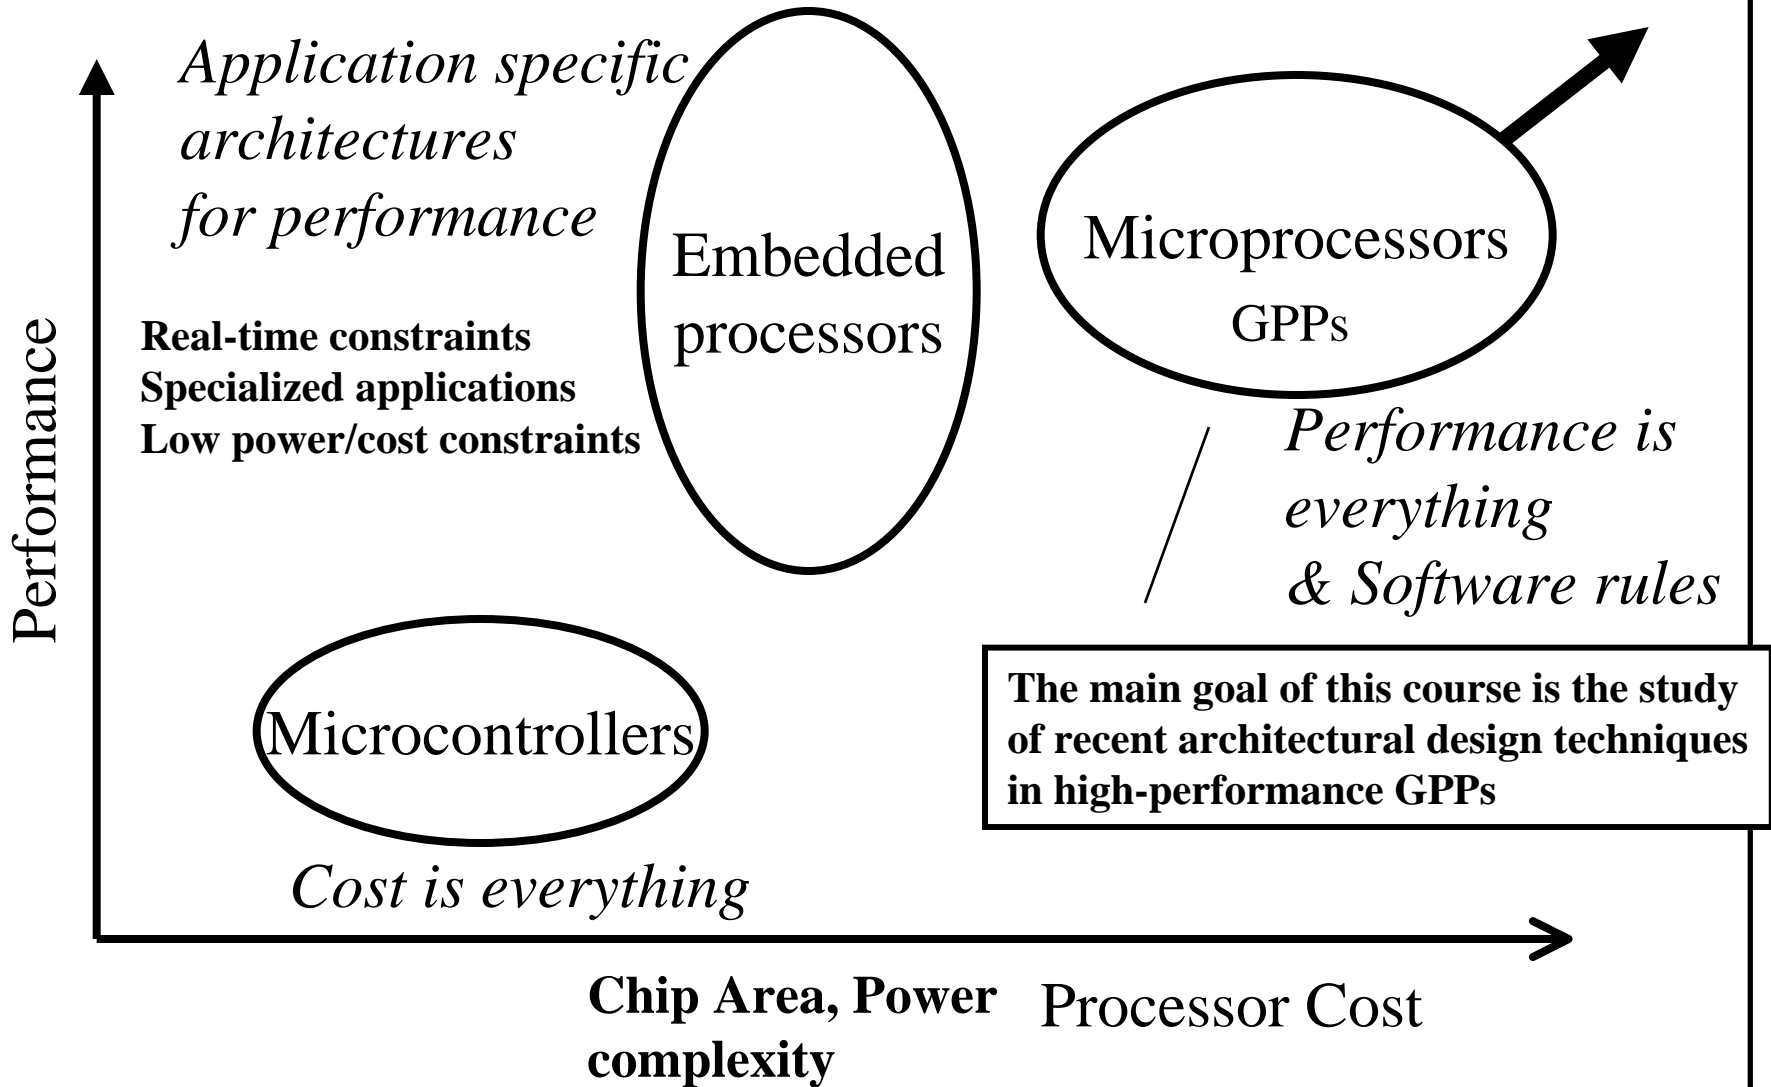 Application specific
architectures
for performance
Embedded
processors
Microprocessors
GPPs
Real-time constraints
Specialized applications
Low power/cost constraints
Performance
Performance is
everything
& Software rules
Microcontrollers
The main goal of this course is the study
of recent architectural design techniques
in high-performance GPPs
Cost is everything
Chip Area, Power
complexity
Processor Cost